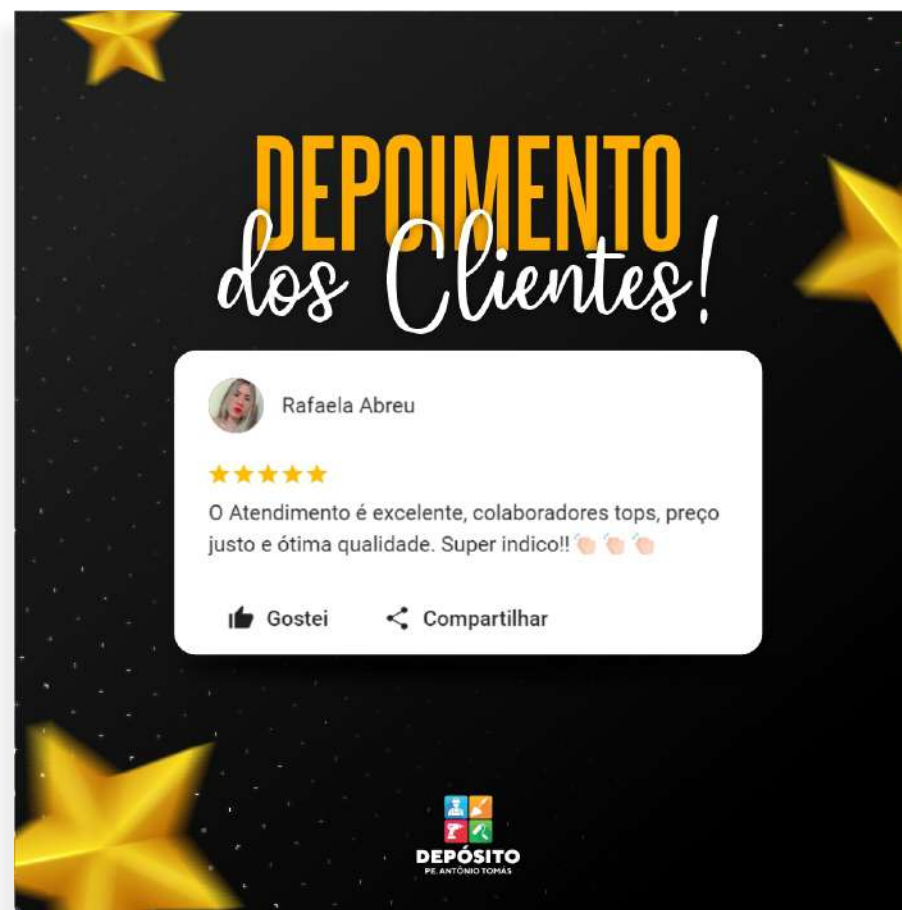 DEPOIMENTO
dos Clientes!
Rafaela Abreu
O Atendimento é excelente, colaboradores tops, preço
justo e ótima qualidade. Super indico!! 👏🏻 👏🏻 👏🏻
Gostei Compartilhar
DEPÓSITO
PE. ANTÔNIO TOMÁS